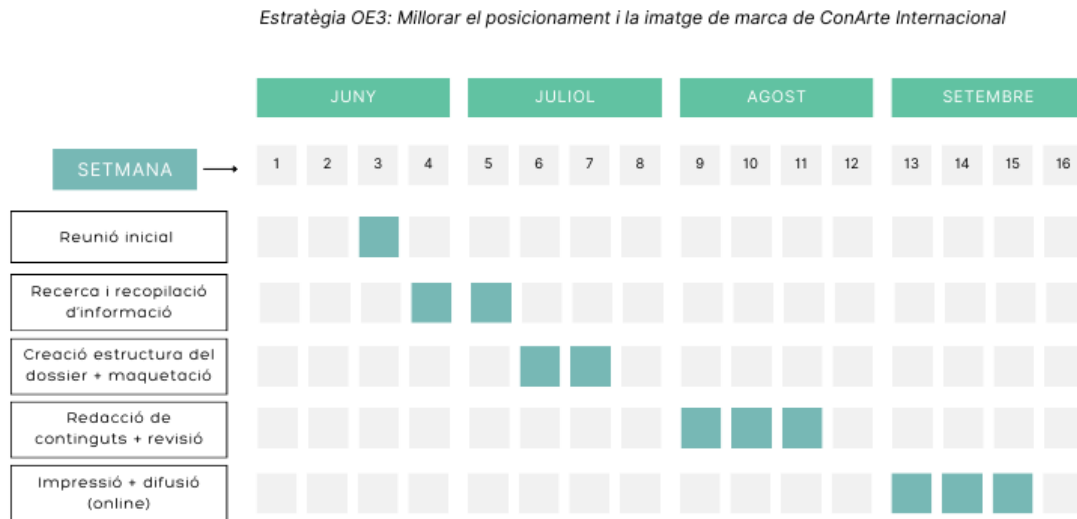 Estratègia OE3: Millorar el posicionament i la imatge de marca de ConArte Internacional
JUNY JULIOL AGOST SETEMBRE
SETMANA 1 2 3 4 5 6 7 8 9 10 11 12 13 14 15 16
Reunió inicial
Recerca i recopilació
d'informació
Creació estructura del
dossier + maquetació
Redacció de
continguts + revisió
Impressió + difusió
(online)